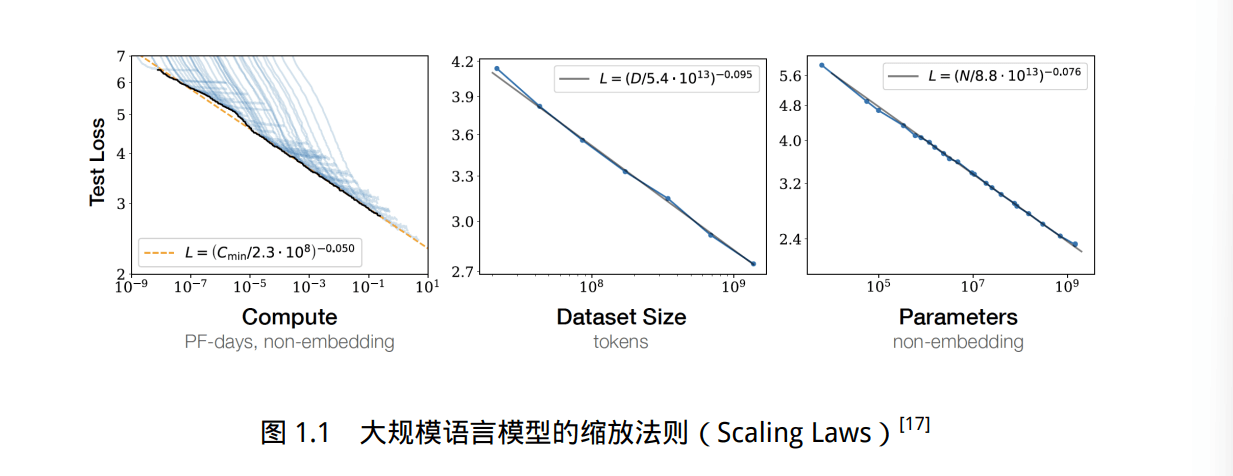 Test Loss
7
6
5
4
3
2
L = (C_min/2.3 · 10^8)^−0.050
10^−9 10^−7 10^−5 10^−3 10^−1 10^1
Compute
PF-days, non-embedding
4.2
3.9
3.6
3.3
3.0
2.7
L = (D/5.4 · 10^13)^−0.095
10^8 10^9
Dataset Size
tokens
5.6
4.8
4.0
3.2
2.4
L = (N/8.8 · 10^13)^−0.076
10^5 10^7 10^9
Parameters
non-embedding
图 1.1 大规模语言模型的缩放法则（Scaling Laws）[17]